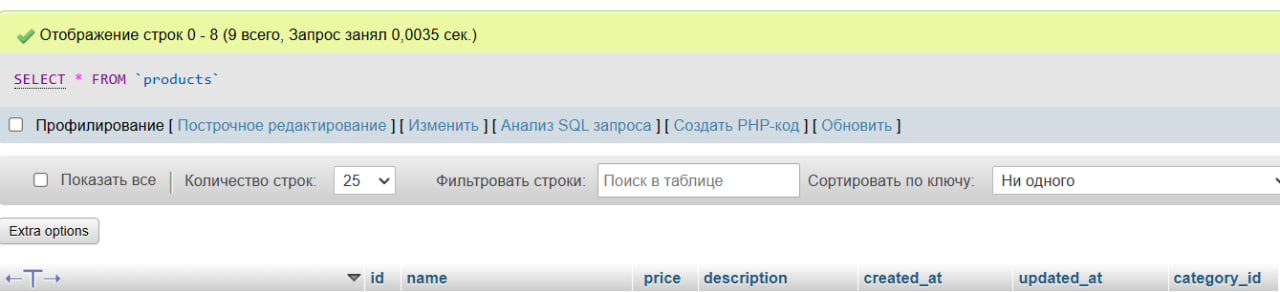 Отображение строк 0 - 8 (9 всего, Запрос занял 0,0035 сек.)
SELECT * FROM `products`
Профилирование [ Построчное редактирование ] [ Изменить ] [ Анализ SQL запроса ] [ Создать PHP-код ] [ Обновить ]
Показать все | Количество строк: 25 Фильтровать строки: Поиск в таблице Сортировать по ключу: Ни одного
Extra options
←T→ id name price description created_at updated_at category_id